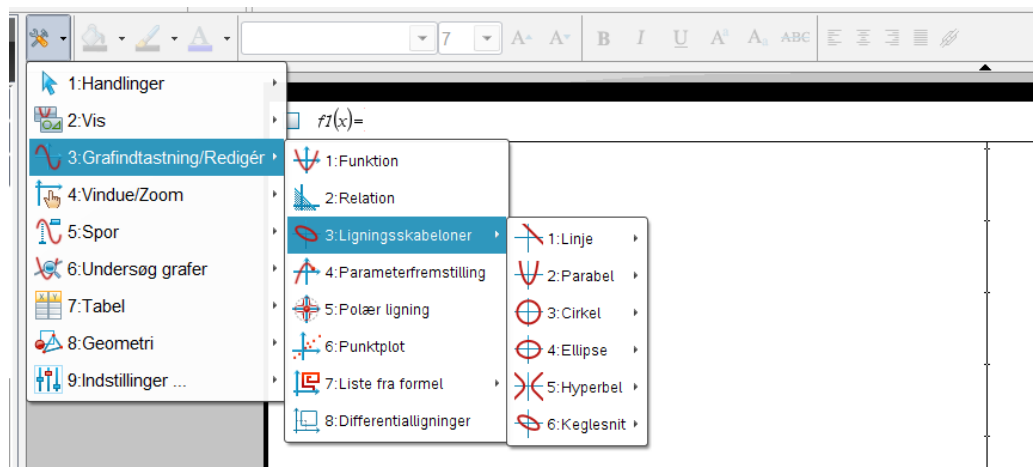 7 A A B I U A A ABC
1:Handlinger
2:Vis
3:Grafindtastning/Redigér
4:Vindue/Zoom
5:Spor
6:Undersøg grafer
7:Tabel
8:Geometri
9:Indstillinger ...
f1(x)=
1:Funktion
2:Relation
3:Ligningsskabeloner
4:Parameterfremstilling
5:Polær ligning
6:Punktplot
7:Liste fra formel
8:Differentialligninger
1:Linje
2:Parabel
3:Cirkel
4:Ellipse
5:Hyperbel
6:Keglesnit